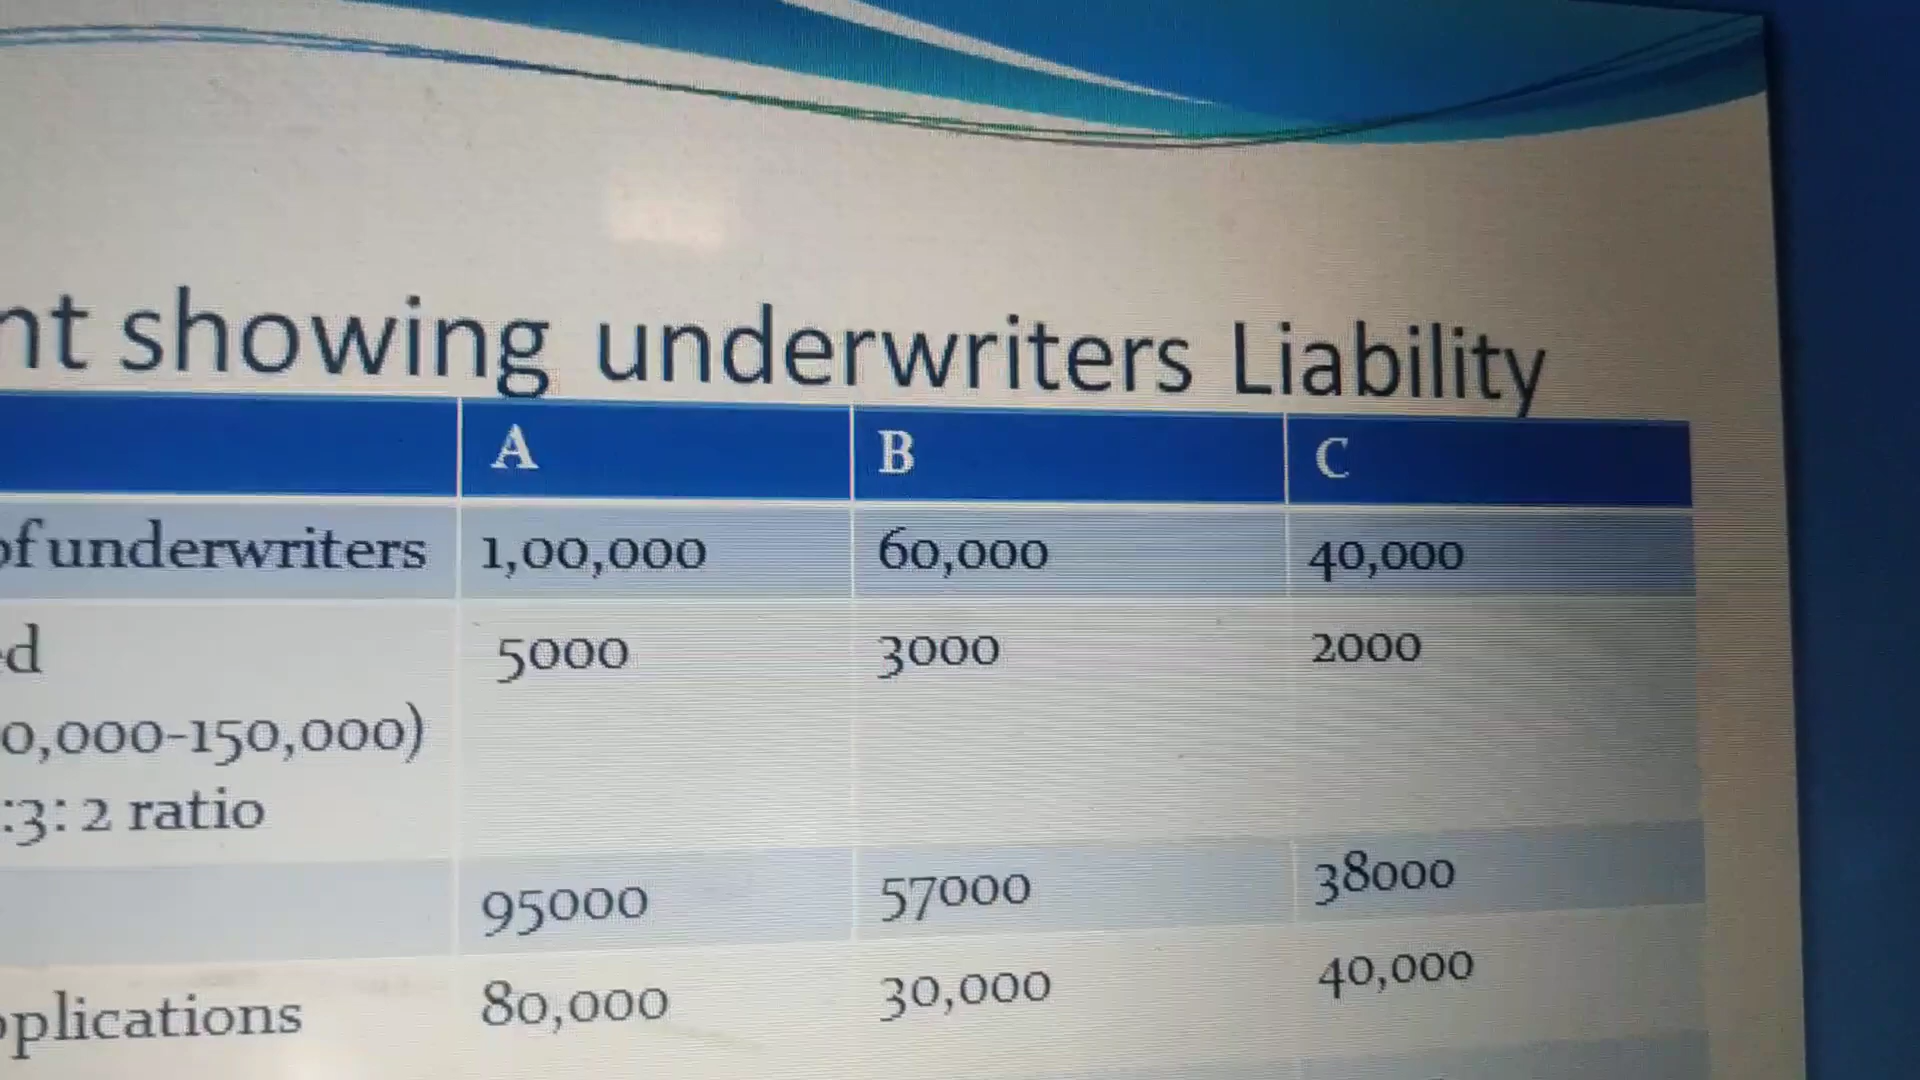 nt showing underwriters Liability
A B C
of underwriters 1,00,000 60,000 40,000
d 5000 3000 2000
0,000-150,000)
:3: 2 ratio
95000 57000 38000
plications 80,000 30,000 40,000